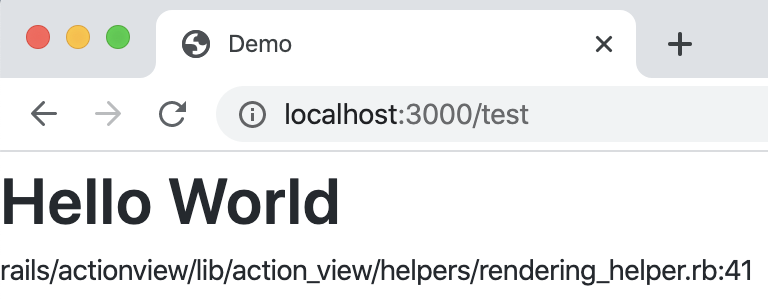 Demo
localhost:3000/test
Hello World
rails/actionview/lib/action_view/helpers/rendering_helper.rb:41